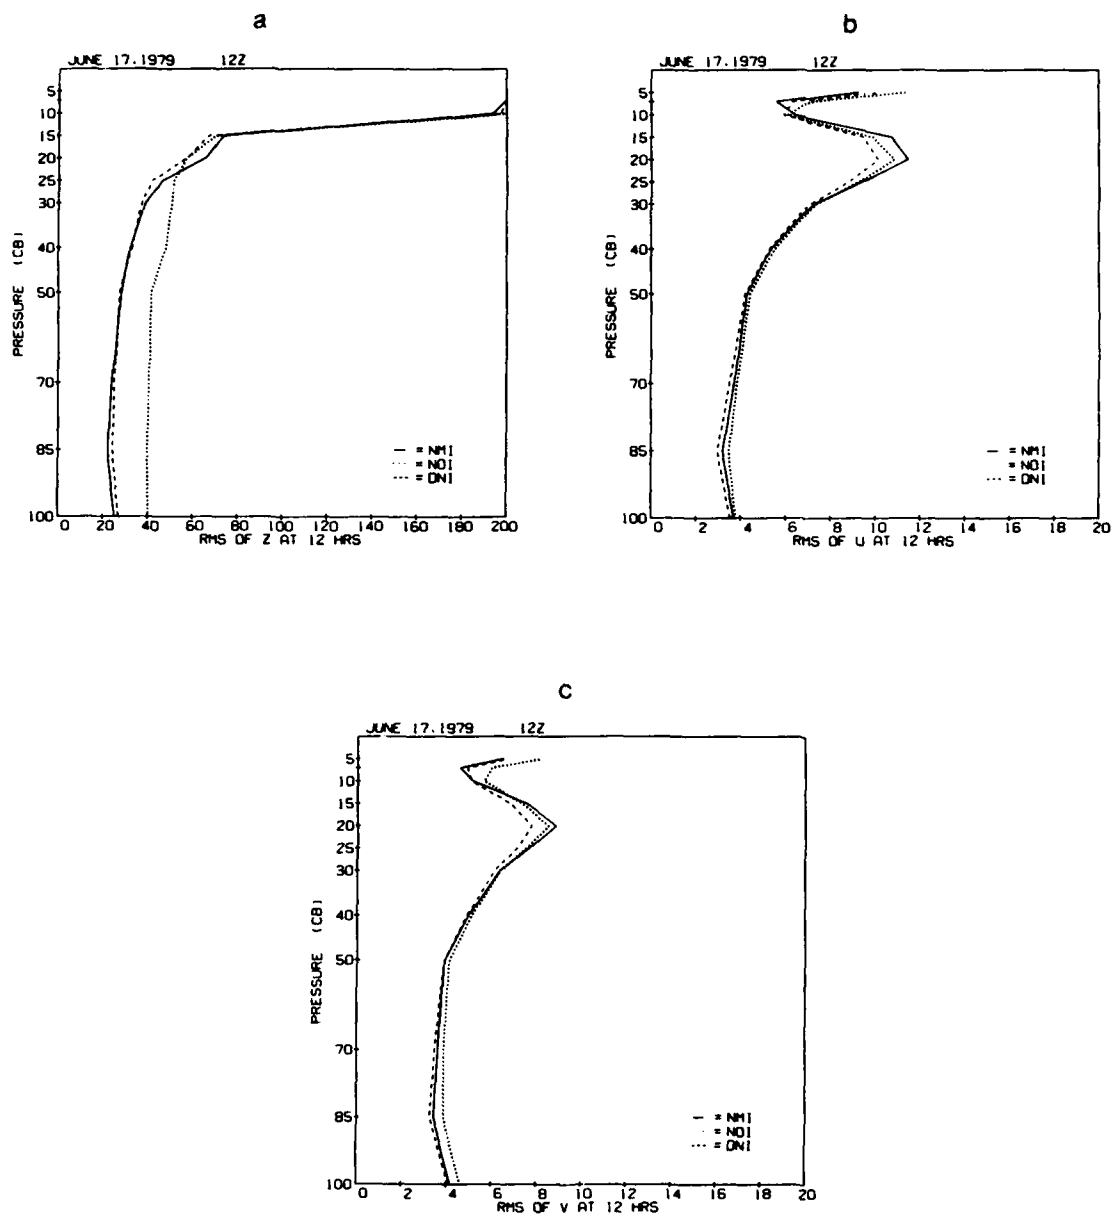 a
JUNE 17.1979 12Z
5
10
15
20
25
30
40
50
70
85
100
PRESSURE (CB)
0 20 40 60 80 100 120 140 160 180 200
RMS OF Z AT 12 HRS
= NMI
= NOI
= DNI
b
JUNE 17.1979 12Z
5
10
15
20
25
30
40
50
70
85
100
PRESSURE (CB)
0 2 4 6 8 10 12 14 16 18 20
RMS OF U AT 12 HRS
= NMI
= NOI
= DNI
c
JUNE 17.1979 12Z
5
10
15
20
25
30
40
50
70
85
100
PRESSURE (CB)
0 2 4 6 8 10 12 14 16 18 20
RMS OF V AT 12 HRS
= NMI
= NOI
= DNI